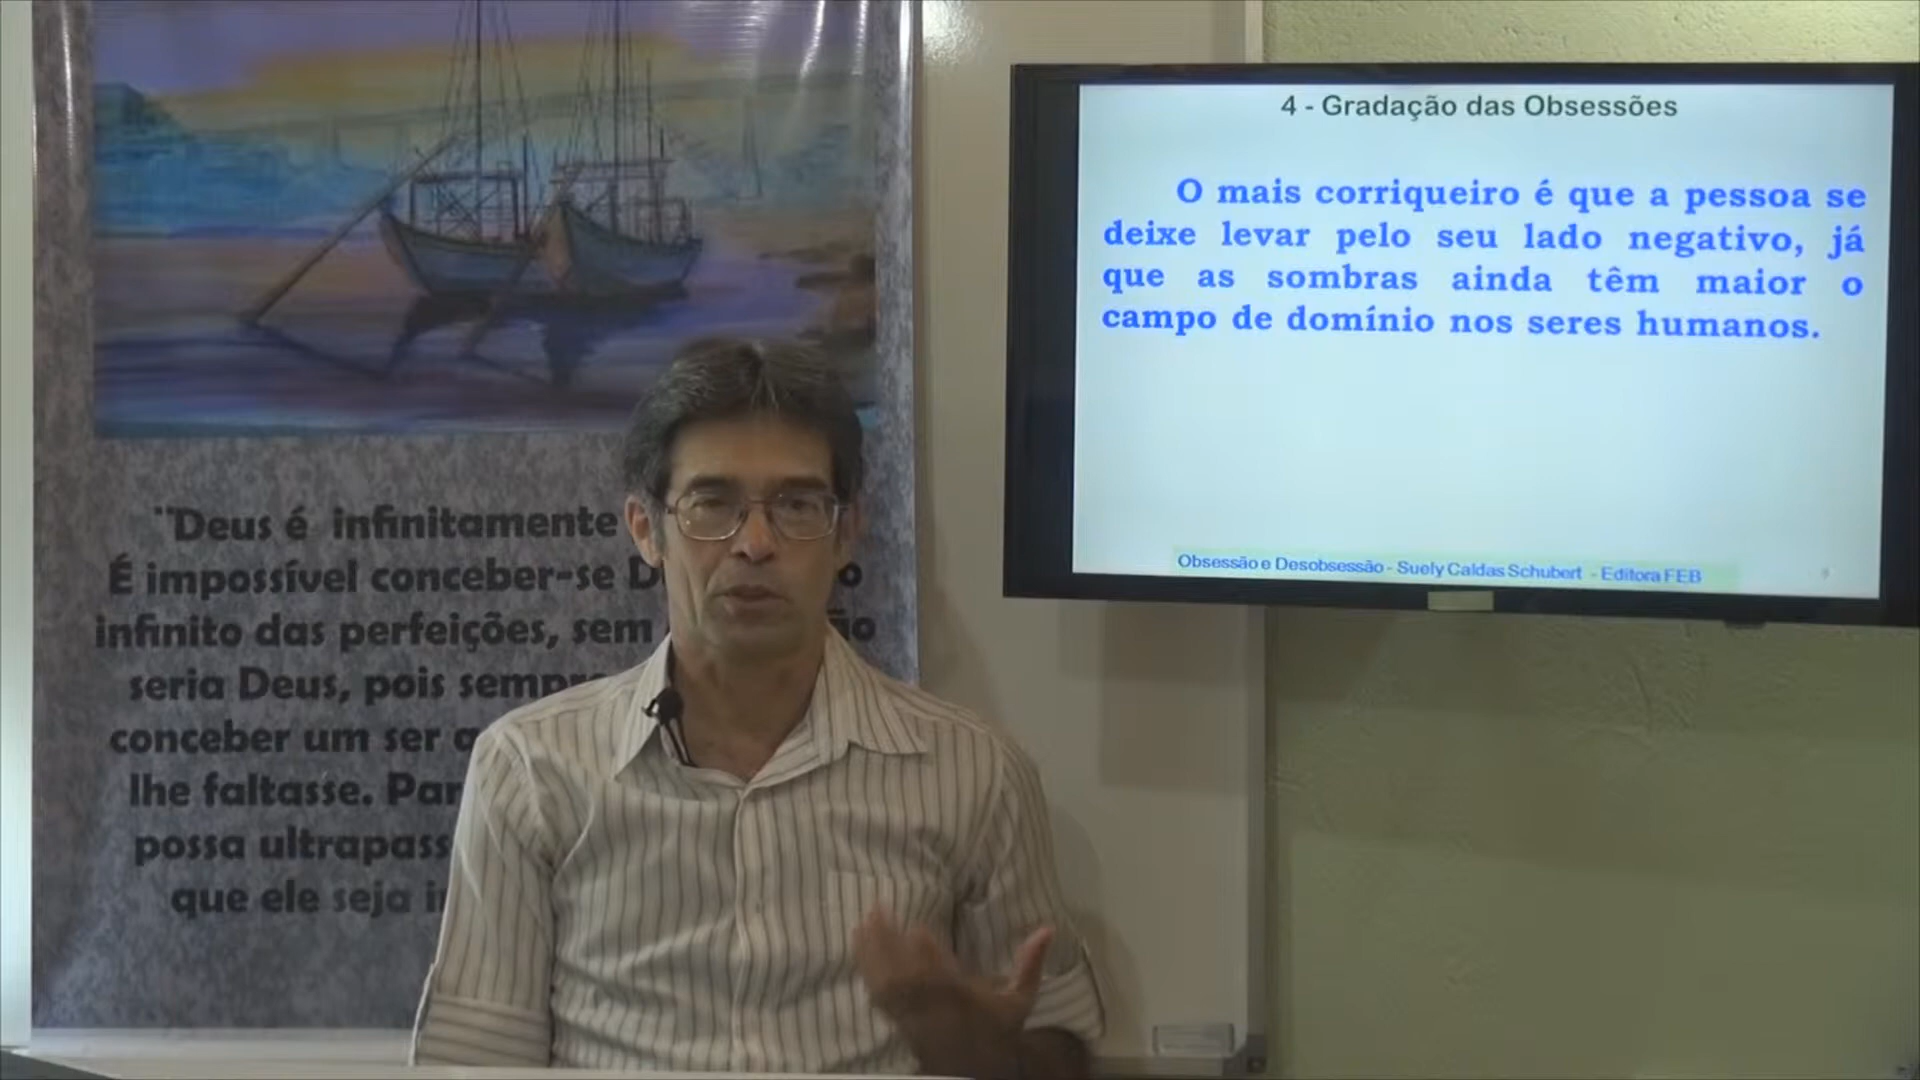 4 - Gradação das Obsessões
O mais corriqueiro é que a pessoa se
deixe levar pelo seu lado negativo, já
que as sombras ainda têm maior o
campo de domínio nos seres humanos.
Obsessão e Desobsessão - Suely Caldas Schubert - Editora FEB
¨Deus é infinitamente
É impossível conceber-se
infinito das perfeições, sem
seria Deus, pois sempre
conceber um ser
lhe faltasse.
possa
que ele seja